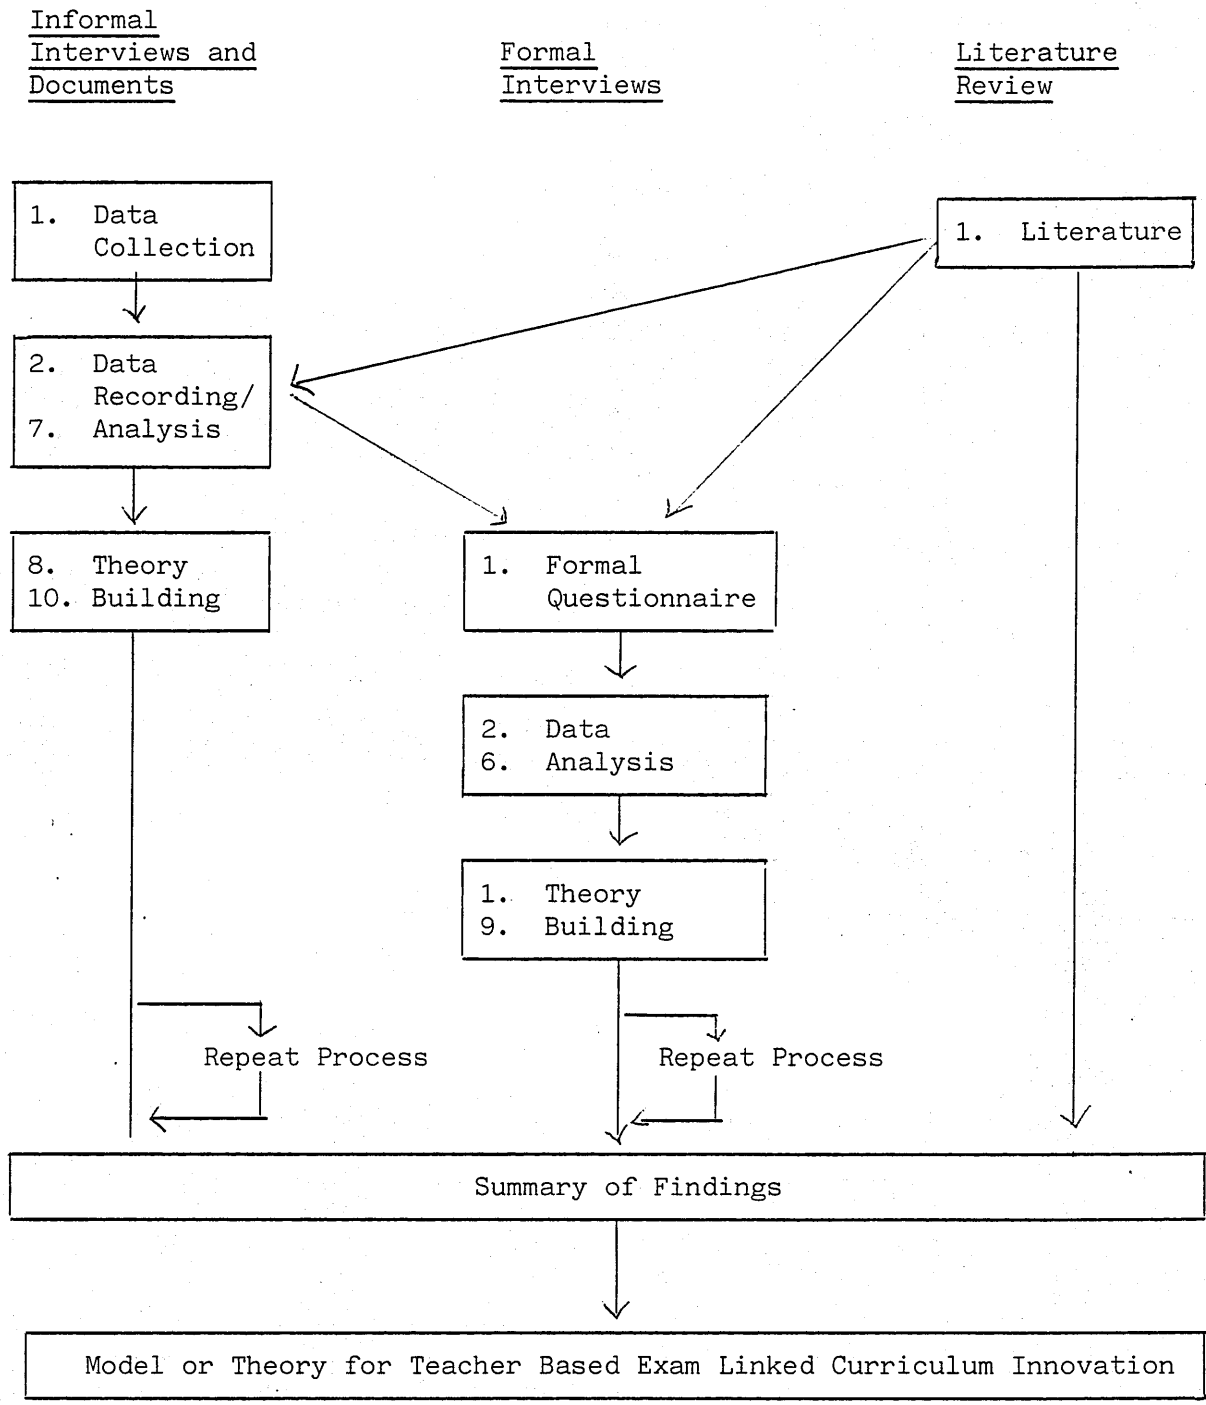 Informal
Interviews and
Documents
Formal
Interviews
Literature
Review
1. Data
Collection
1. Literature
2. Data
Recording/
7. Analysis
8. Theory
10. Building
1. Formal
Questionnaire
2. Data
6. Analysis
1. Theory
9. Building
Repeat Process
Repeat Process
Summary of Findings
Model or Theory for Teacher Based Exam Linked Curriculum Innovation